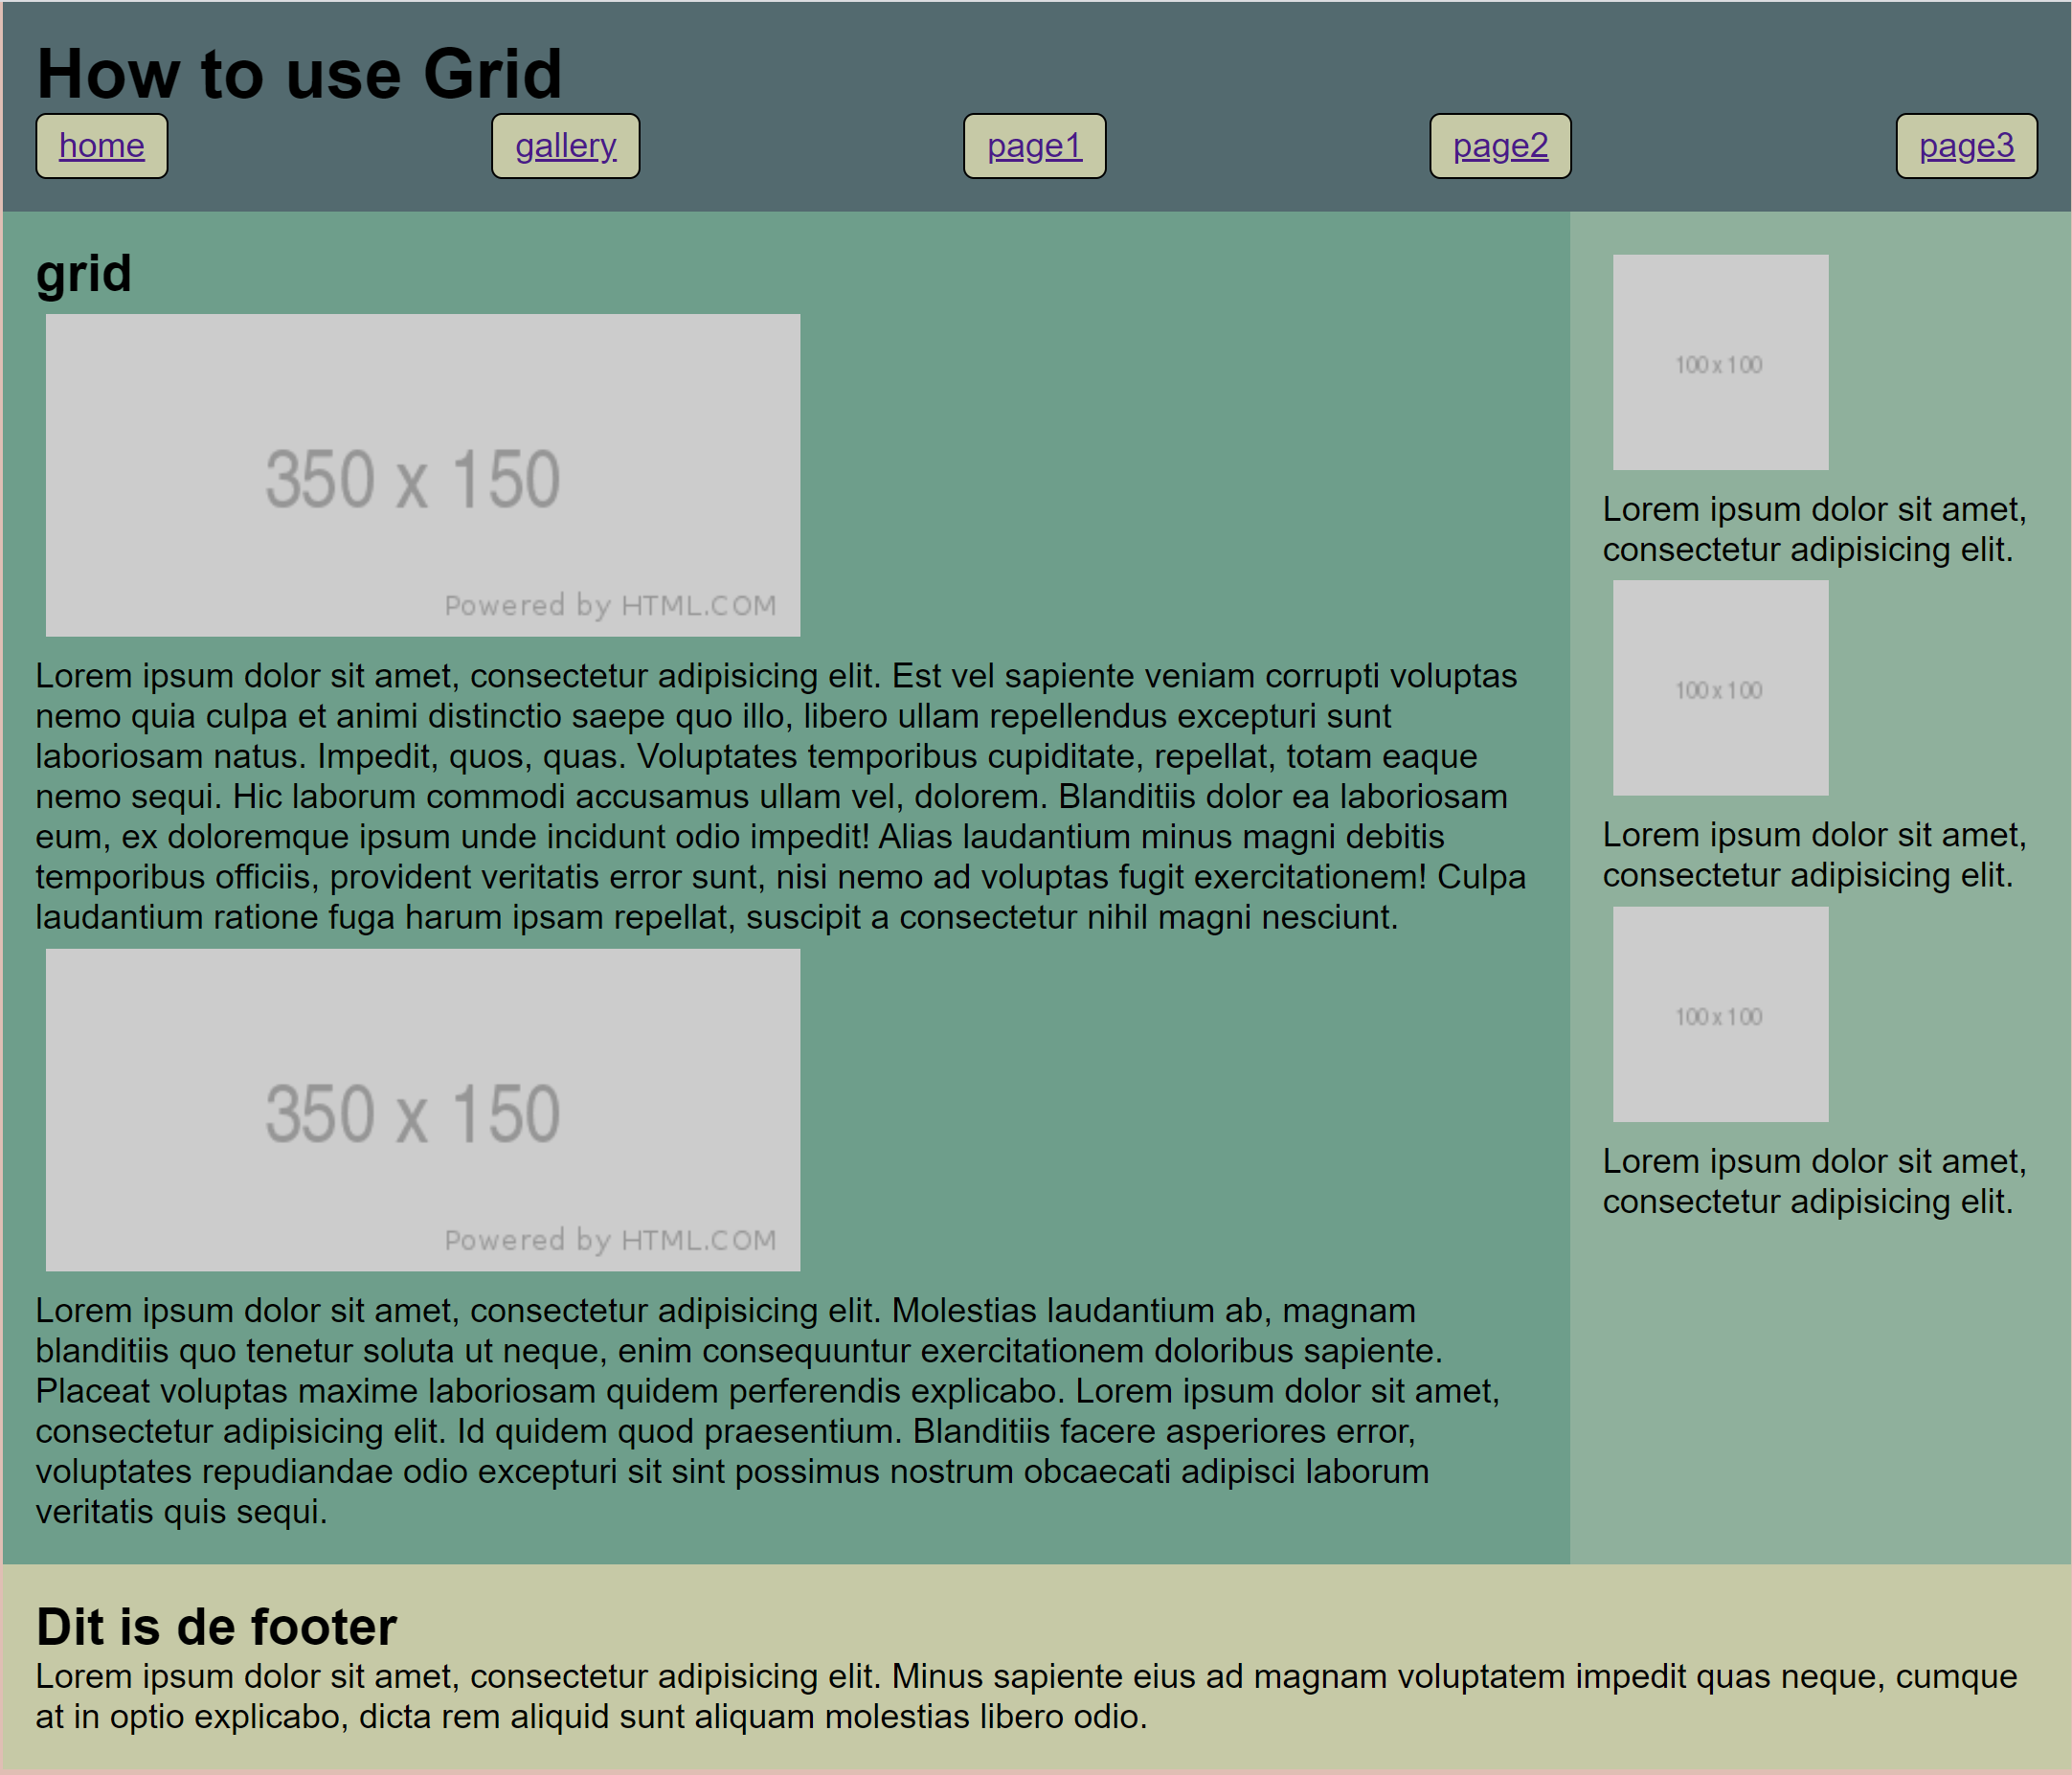 How to use Grid
home
gallery
page1
page2
page3
grid
350 x 150
Powered by HTML.COM
Lorem ipsum dolor sit amet, consectetur adipisicing elit. Est vel sapiente veniam corrupti voluptas
nemo quia culpa et animi distinctio saepe quo illo, libero ullam repellendus excepturi sunt
laboriosam natus. Impedit, quos, quas. Voluptates temporibus cupiditate, repellat, totam eaque
nemo sequi. Hic laborum commodi accusamus ullam vel, dolorem. Blanditiis dolor ea laboriosam
eum, ex doloremque ipsum unde incidunt odio impedit! Alias laudantium minus magni debitis
temporibus officiis, provident veritatis error sunt, nisi nemo ad voluptas fugit exercitationem! Culpa
laudantium ratione fuga harum ipsam repellat, suscipit a consectetur nihil magni nesciunt.
350 x 150
Powered by HTML.COM
Lorem ipsum dolor sit amet, consectetur adipisicing elit. Molestias laudantium ab, magnam
blanditiis quo tenetur soluta ut neque, enim consequuntur exercitationem doloribus sapiente.
Placeat voluptas maxime laboriosam quidem perferendis explicabo. Lorem ipsum dolor sit amet,
consectetur adipisicing elit. Id quidem quod praesentium. Blanditiis facere asperiores error,
voluptates repudiandae odio excepturi sit sint possimus nostrum obcaecati adipisci laborum
veritatis quis sequi.
100 x 100
Lorem ipsum dolor sit amet,
consectetur adipisicing elit.
100 x 100
Lorem ipsum dolor sit amet,
consectetur adipisicing elit.
100 x 100
Lorem ipsum dolor sit amet,
consectetur adipisicing elit.
Dit is de footer
Lorem ipsum dolor sit amet, consectetur adipisicing elit. Minus sapiente eius ad magnam voluptatem impedit quas neque, cumque
at in optio explicabo, dicta rem aliquid sunt aliquam molestias libero odio.